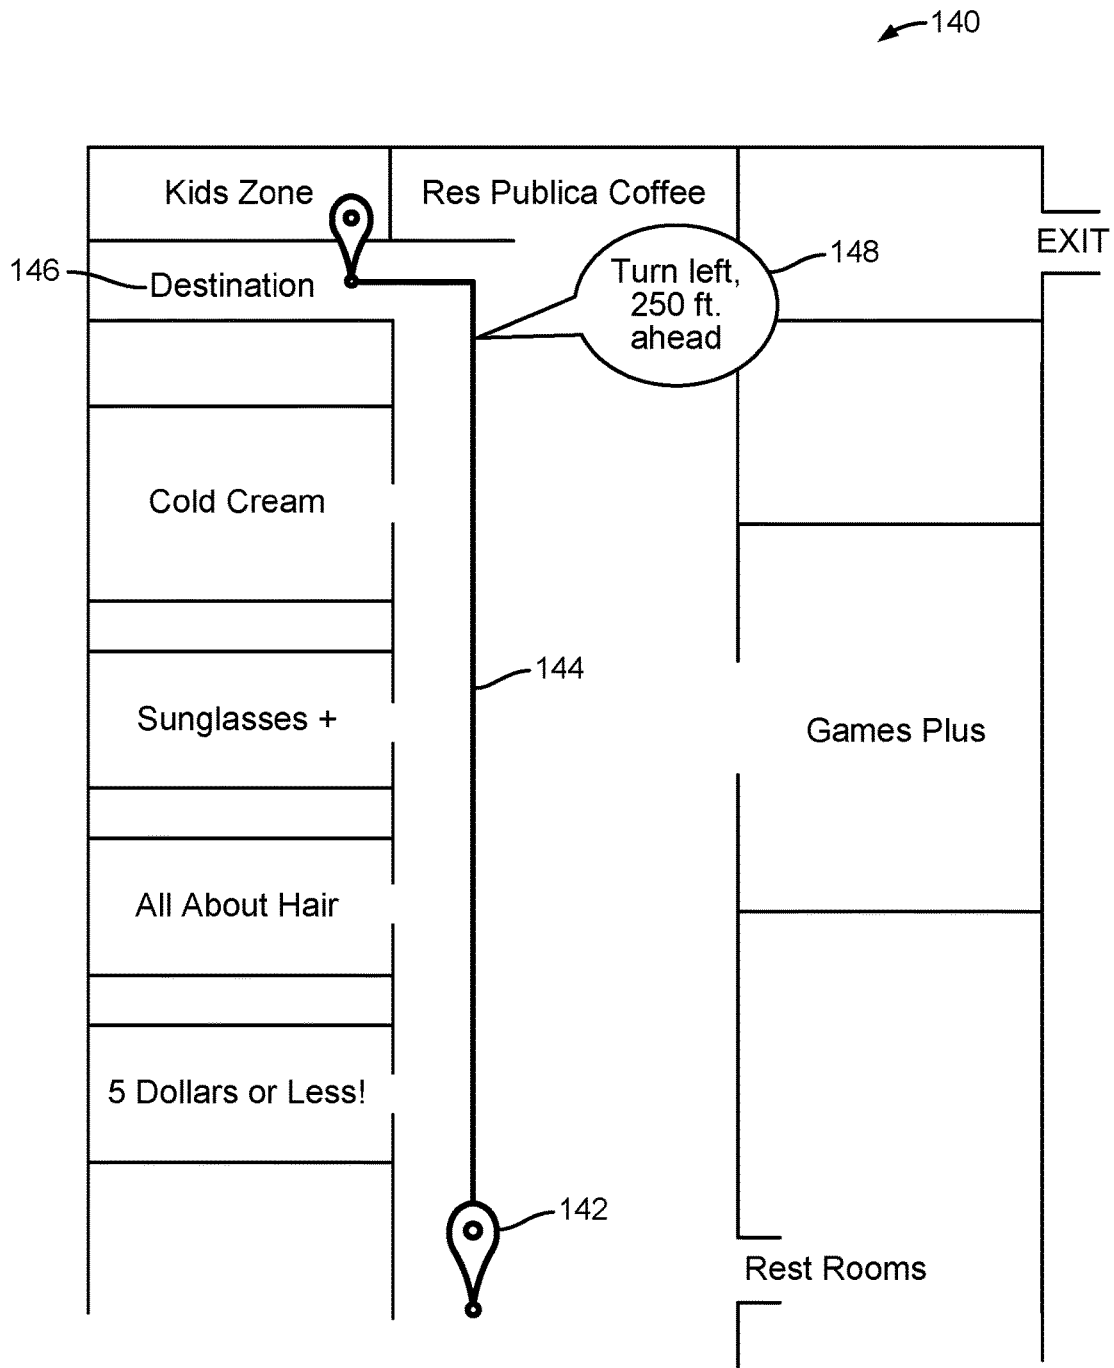 140
Kids Zone
Res Publica Coffee
EXIT
146
Destination
Turn left,
250 ft.
ahead
148
Cold Cream
144
Sunglasses +
Games Plus
All About Hair
5 Dollars or Less!
142
Rest Rooms